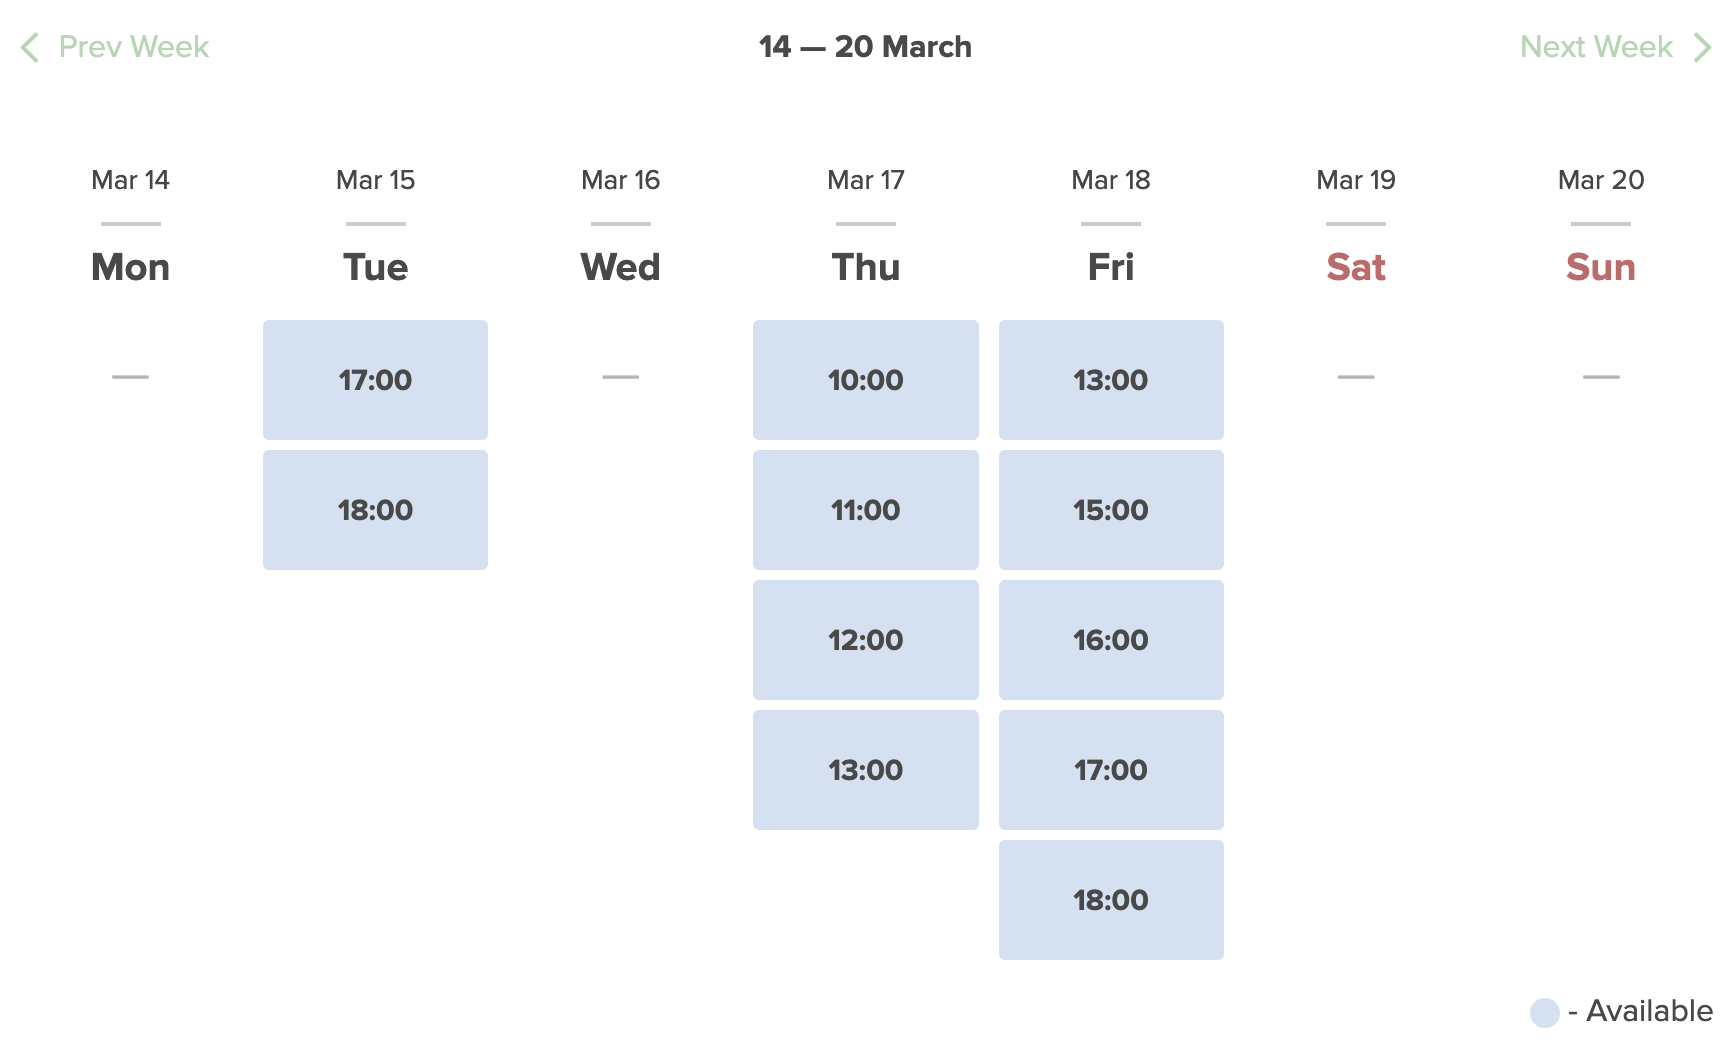 Prev Week
14 — 20 March
Next Week
Mar 14
Mar 15
Mar 16
Mar 17
Mar 18
Mar 19
Mar 20
Mon
Tue
Wed
Thu
Fri
Sat
Sun
—
17:00
—
10:00
13:00
—
—
18:00
11:00
15:00
12:00
16:00
13:00
17:00
18:00
- Available